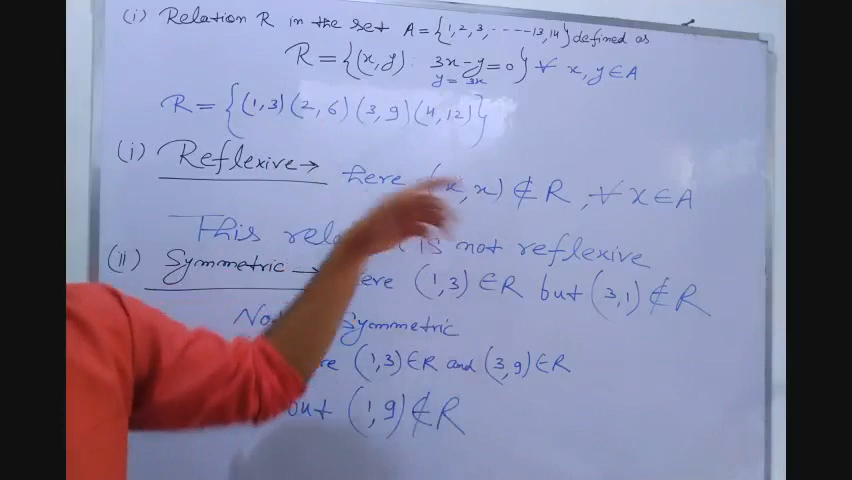 (i) Relation R in the set A={1,2,3,-----13,14} defined as
R={(x,y): 3x-y=0} ∀ x,y∈A
y=3x
R={(1,3)(2,6)(3,9)(4,12)}
(i) Reflexive→ here (x,x)∉R, ∀x∈A
This is not reflexive
(ii) Symmetric→ (1,3)∈R but (3,1)∉R
Symmetric
(1,3)∈R and (3,9)∈R
but (1,9)∉R